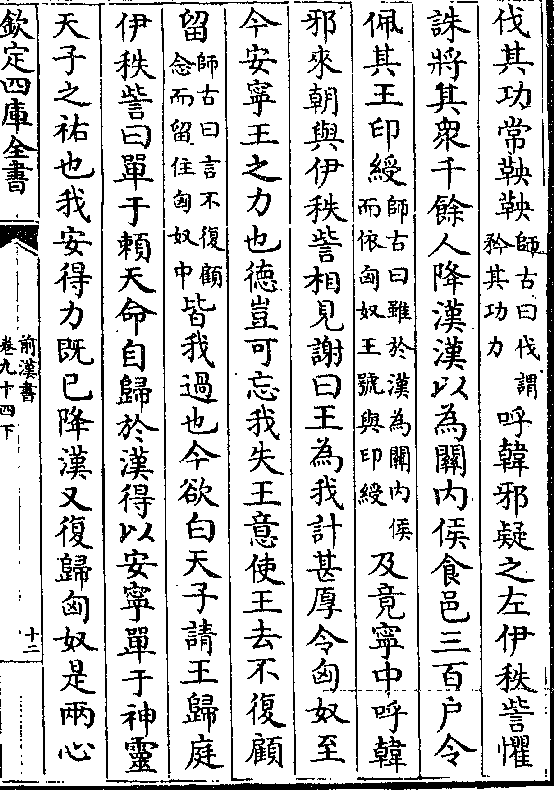 伐其功常鞅鞅師古曰伐謂矜其功力呼韓邪疑之左伊秩訾懼
誅將其衆千餘人降漢漢以為關内侯食邑三百户令
佩其王印綬師古曰雖於漢為關内侯而依匈奴王號與印綬及竟寧中呼韓
邪來朝與伊秩訾相見謝曰王為我計甚厚令匈奴至
今安寧王之力也徳豈可忘我失王意使王去不復顧
留師古曰言不復顧念而留住匈奴中皆我過也今欲白天子請王歸庭
伊秩訾曰單于賴天命自歸於漢得以安寧單于神靈
天子之祐也我安得力既已降漢又復歸匈奴是兩心
欽定四庫全書
前漢書
卷九十四下
十二